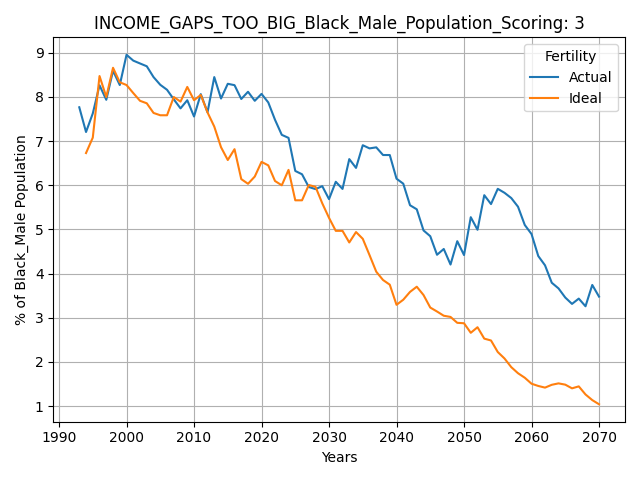 INCOME_GAPS_TOO_BIG_Black_Male_Population_Scoring: 3
Fertility
Actual
Ideal
% of Black_Male Population
9
8
7
6
5
4
3
2
1
1990 2000 2010 2020 2030 2040 2050 2060 2070
Years